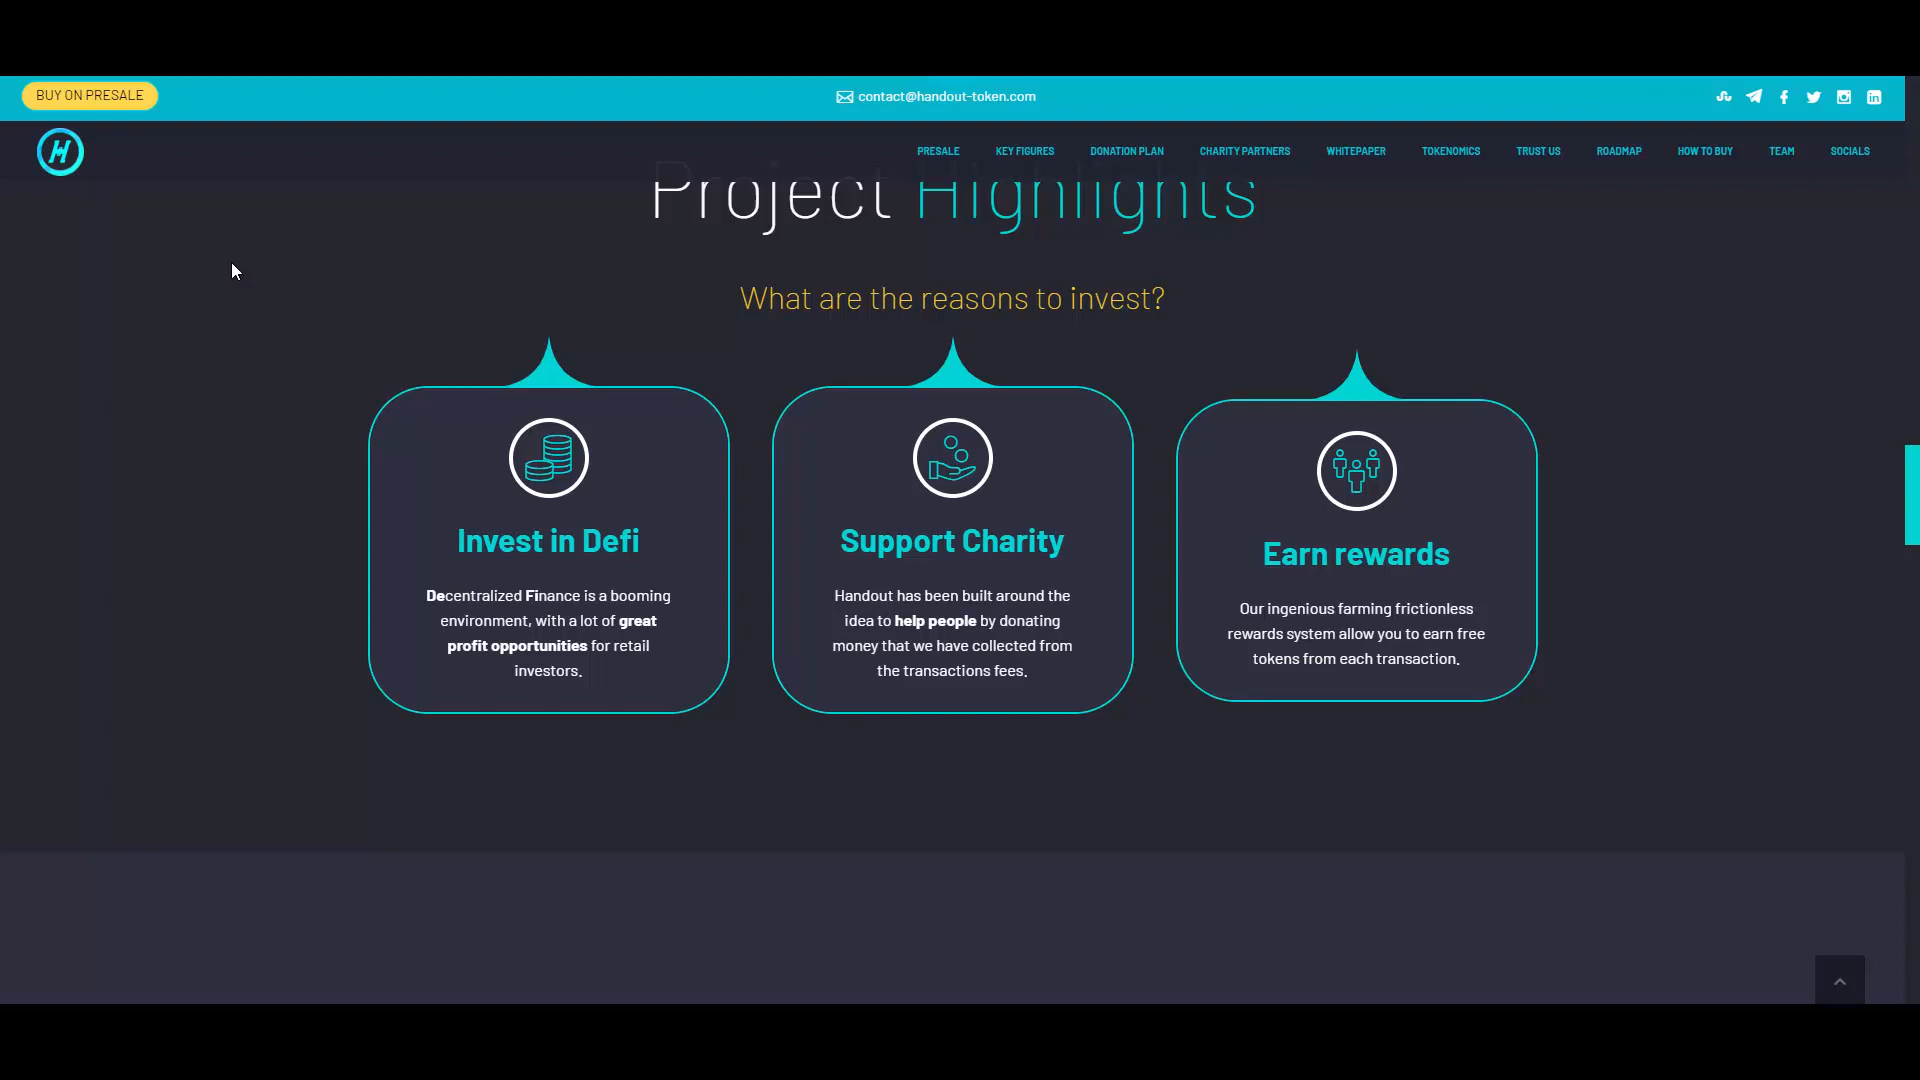 BUY ON PRESALE
contact@handout-token.com
PRESALE KEY FIGURES DONATION PLAN CHARITY PARTNERS WHITEPAPER TOKENOMICS TRUST US ROADMAP HOW TO BUY TEAM SOCIALS
Project Highlights
What are the reasons to invest?
Invest in Defi
Decentralized Finance is a booming
environment, with a lot of great
profit opportunities for retail
investors.
Support Charity
Handout has been built around the
idea to help people by donating
money that we have collected from
the transactions fees.
Earn rewards
Our ingenious farming frictionless
rewards system allow you to earn free
tokens from each transaction.